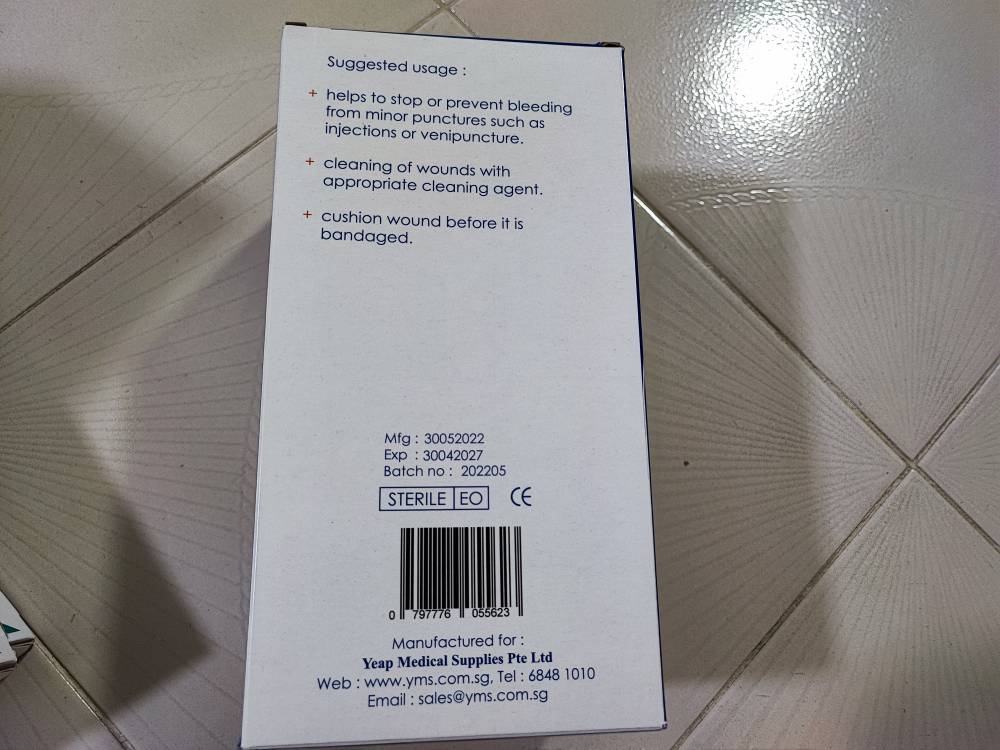 Suggested usage :
+ helps to stop or prevent bleeding
from minor punctures such as
injections or venipuncture.
+ cleaning of wounds with
appropriate cleaning agent.
+ cushion wound before it is
bandaged.
Mfg : 30052022
Exp : 30042027
Batch no : 202205
STERILE EO CE
0 797776 055623
Manufactured for :
Yeap Medical Supplies Pte Ltd
Web : www.yms.com.sg, Tel : 6848 1010
Email : sales@yms.com.sg